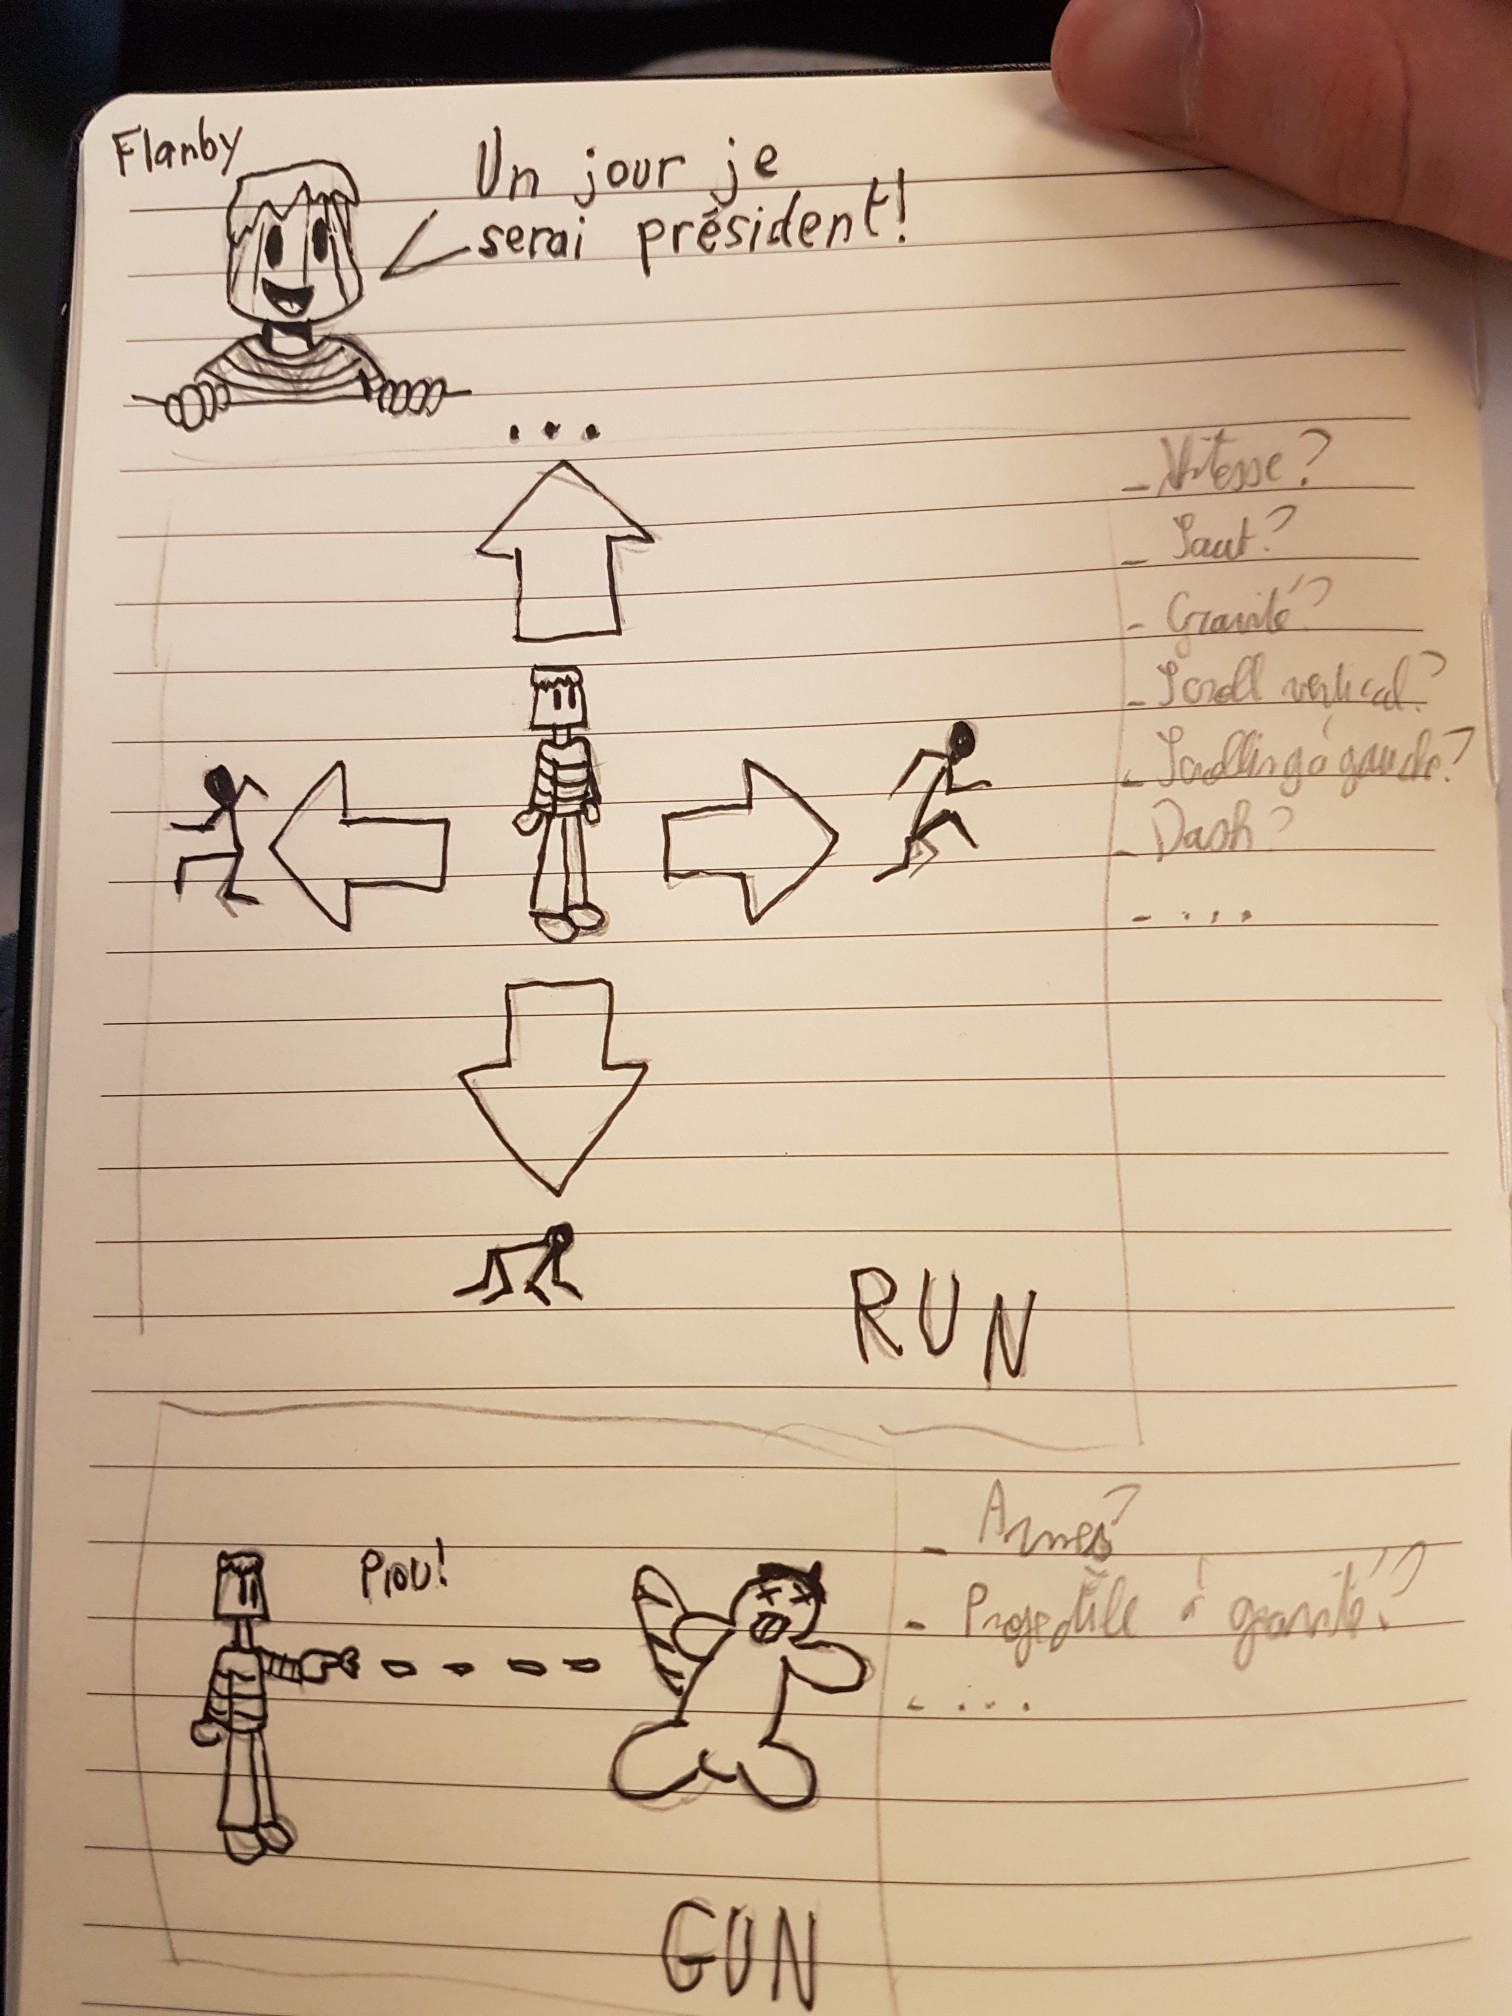 Flanby
Un jour je
serai président!
...
- Vitesse?
- Saut?
- Gravité?
- Scroll vertical?
- Scrolling à gauche?
- Dash?
- ...
RUN
- Armes?
- Projectile à gravité?
- ...
Piou!
GUN